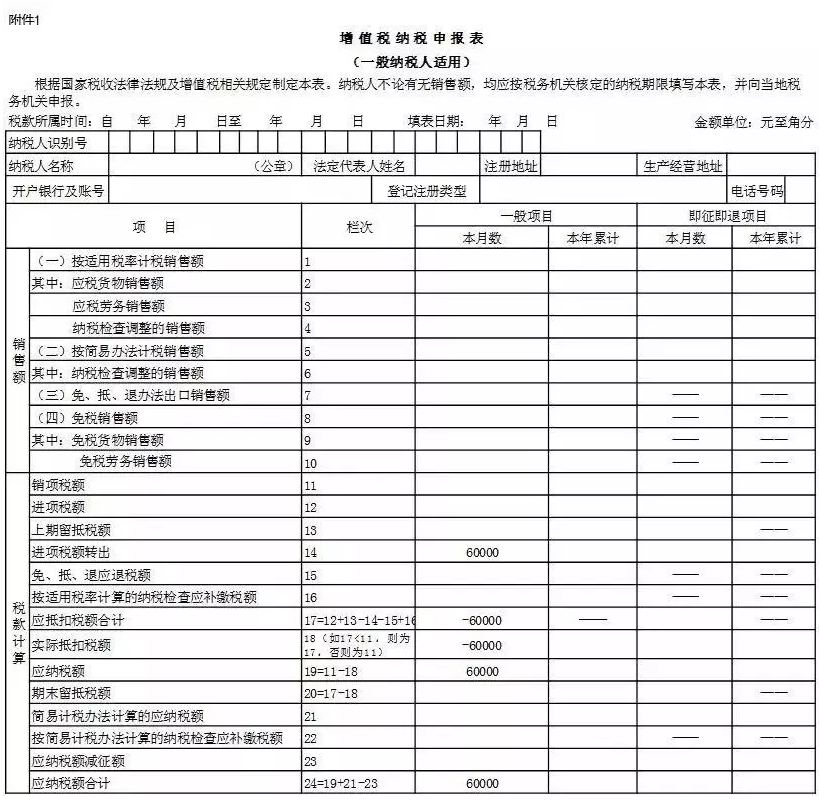 附件1
增值税纳税申报表
（一般纳税人适用）
根据国家税收法律法规及增值税相关规定制定本表。纳税人不论有无销售额，均应按税务机关核定的纳税期限填写本表，并向当地税
务机关申报。
税款所属时间：自 年 月 日至 年 月 日 填表日期： 年 月 日 金额单位：元至角分
纳税人识别号
纳税人名称 （公章） 法定代表人姓名 注册地址 生产经营地址
开户银行及账号 登记注册类型 电话号码
项 目 栏次 一般项目 即征即退项目
本月数 本年累计 本月数 本年累计
销售额
（一）按适用税率计税销售额 1
其中：应税货物销售额 2
应税劳务销售额 3
纳税检查调整的销售额 4
（二）按简易办法计税销售额 5
其中：纳税检查调整的销售额 6
（三）免、抵、退办法出口销售额 7 —— ——
（四）免税销售额 8 —— ——
其中：免税货物销售额 9 —— ——
免税劳务销售额 10 —— ——
税款计算
销项税额 11
进项税额 12
上期留抵税额 13 ——
进项税额转出 14 60000
免、抵、退应退税额 15 —— ——
按适用税率计算的纳税检查应补缴税额 16 —— ——
应抵扣税额合计 17=12+13-14-15+16 -60000 —— ——
实际抵扣税额 18（如17<11，则为 -60000
17，否则为11）
应纳税额 19=11-18 60000
期末留抵税额 20=17-18 ——
简易计税办法计算的应纳税额 21
按简易计税办法计算的纳税检查应补缴税额 22 —— ——
应纳税额减征额 23
应纳税额合计 24=19+21-23 60000